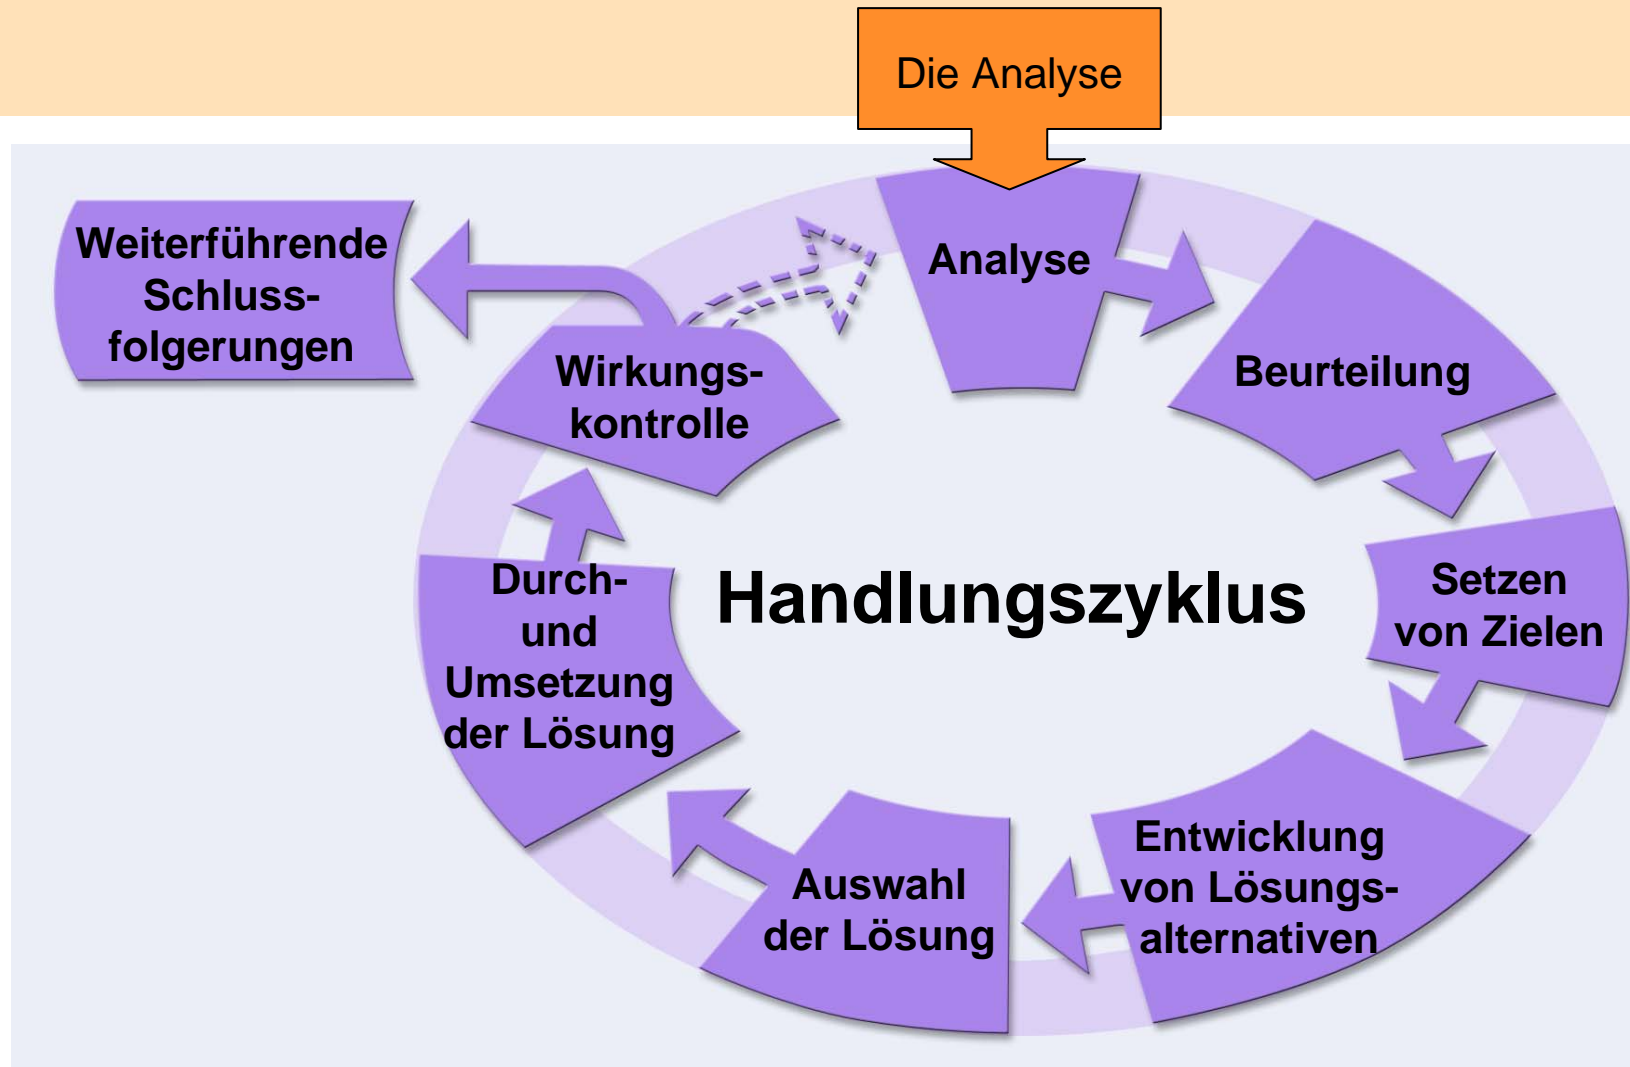 Die Analyse
Analyse
Beurteilung
Setzen
von Zielen
Entwicklung
von Lösungs-
alternativen
Auswahl
der Lösung
Durch-
und
Umsetzung
der Lösung
Wirkungs-
kontrolle
Weiterführende
Schluss-
folgerungen
Handlungszyklus